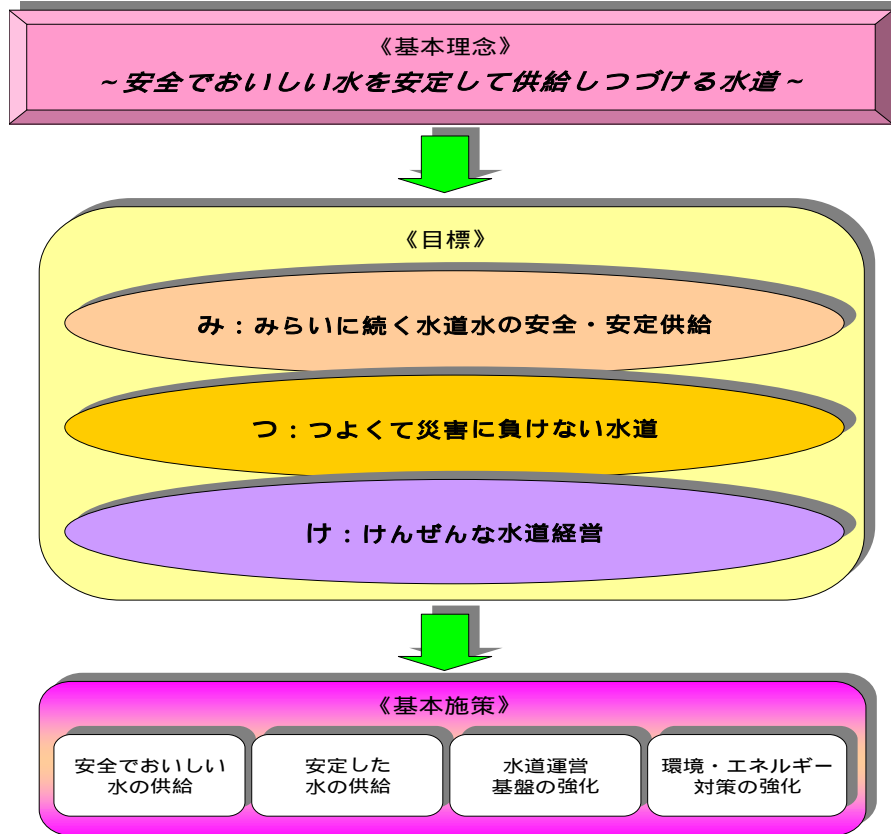 《基本理念》
~安全でおいしい水を安定して供給しつづける水道~
《目標》
み：みらいに続く水道水の安全・安定供給
つ：つよくて災害に負けない水道
け：けんぜんな水道経営
《基本施策》
安全でおいしい
水の供給
安定した
水の供給
水道運営
基盤の強化
環境・エネルギー
対策の強化